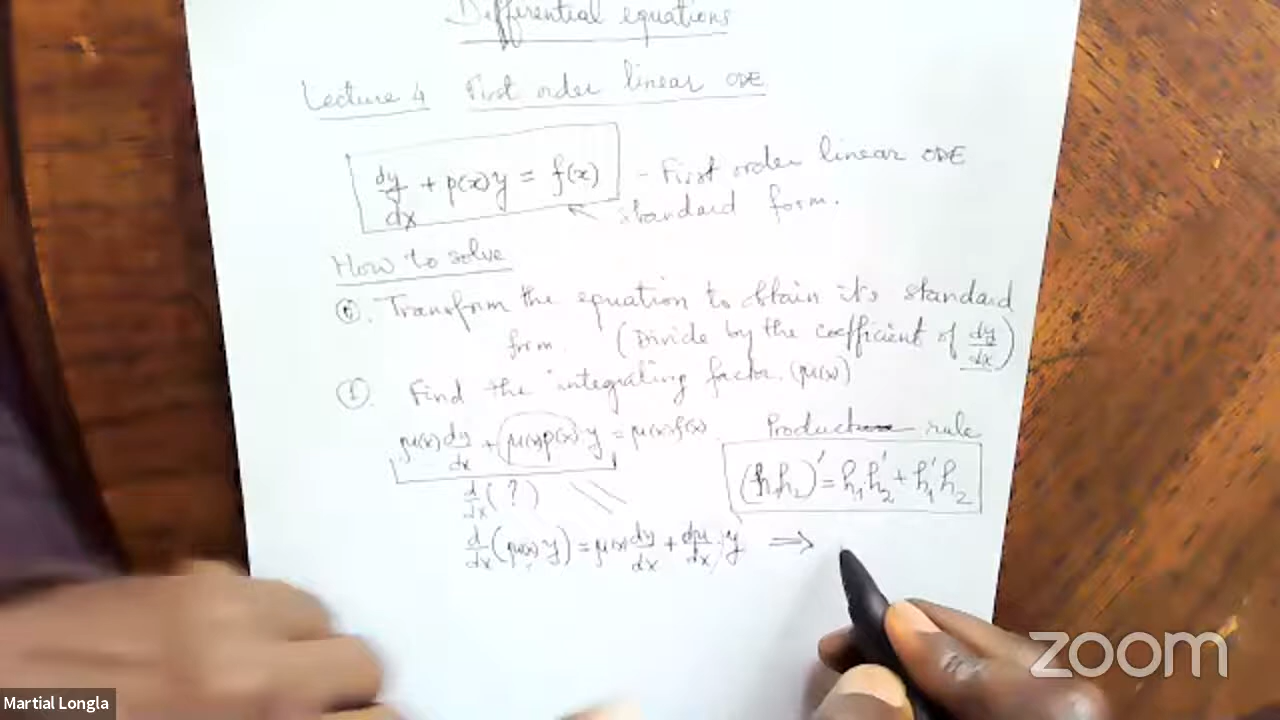 Differential equations
Lecture 4 First order linear ODE
dy/dx + p(x)y = f(x) - First order linear ODE
standard form.
How to solve
⓪. Transform the equation to obtain it's standard
form. (Divide by the coefficient of dy/dx)
①. Find the integrating factor. (μ(x))
μ(x)dy/dx + μ(x)p(x)y = μ(x)f(x) Product rule
(h₁h₂)' = h₁h₂' + h₁'h₂
d/dx(?)
d/dx(μ(x)y) = μ(x)dy/dx + dμ/dx·y ⇒
zoom
Martial Longla